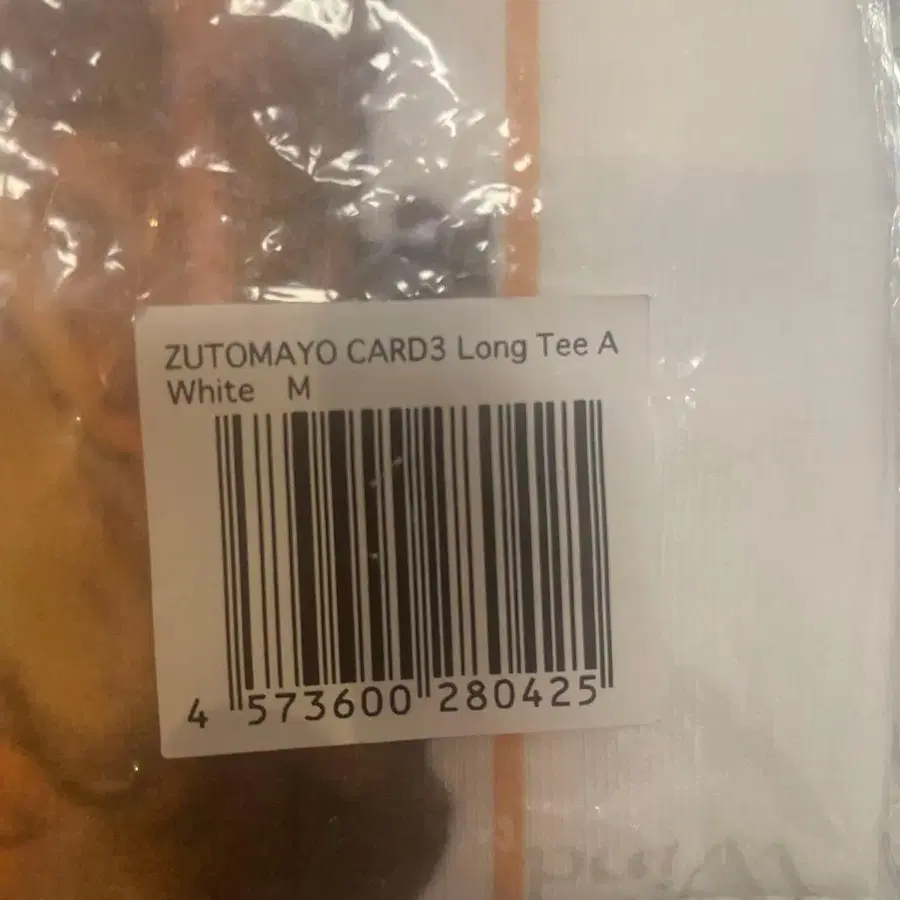 ZUTOMAYO CARD3 Long Tee A
White M
4 573600 280425